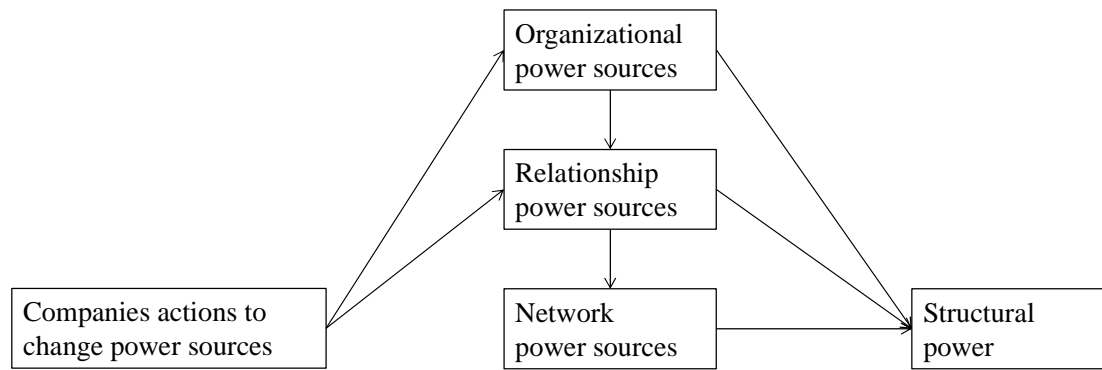 Organizational
power sources
Relationship
power sources
Companies actions to
change power sources
Network
power sources
Structural
power